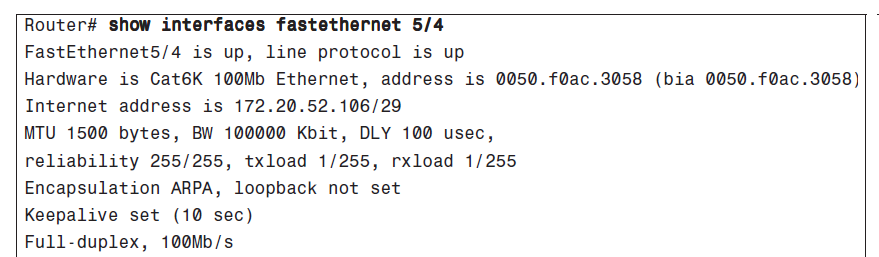 Router# show interfaces fastethernet 5/4
FastEthernet5/4 is up, line protocol is up
Hardware is Cat6K 100Mb Ethernet, address is 0050.f0ac.3058 (bia 0050.f0ac.3058)
Internet address is 172.20.52.106/29
MTU 1500 bytes, BW 100000 Kbit, DLY 100 usec,
reliability 255/255, txload 1/255, rxload 1/255
Encapsulation ARPA, loopback not set
Keepalive set (10 sec)
Full-duplex, 100Mb/s